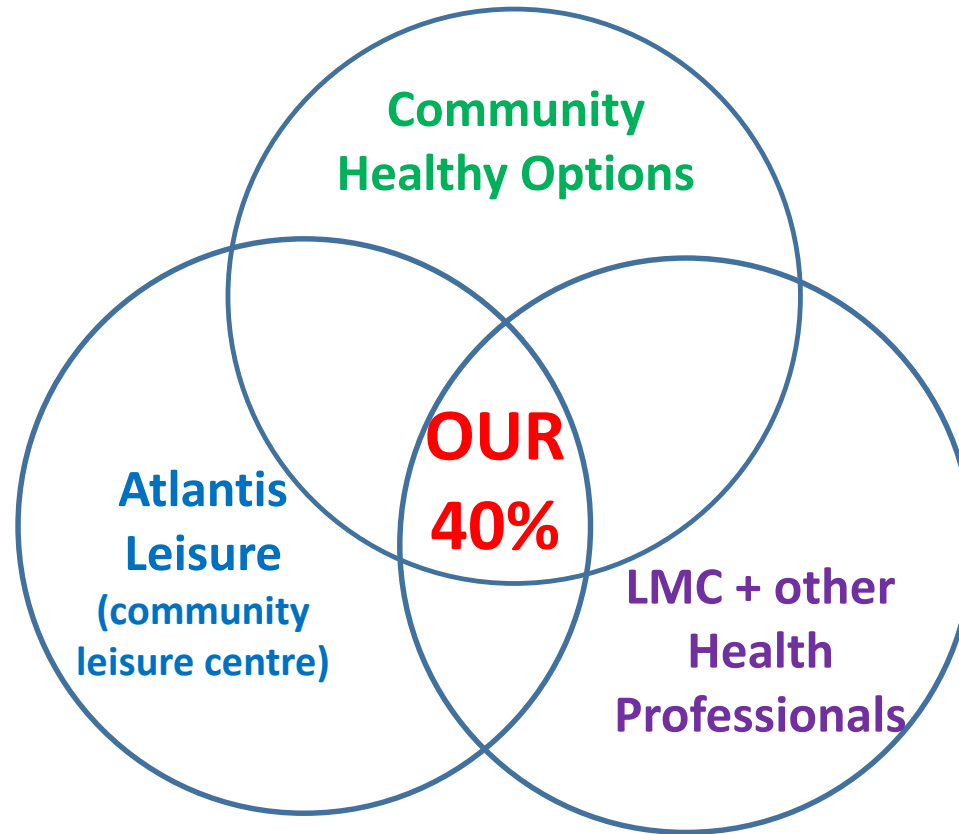 Community
Healthy Options
OUR
40%
Atlantis
Leisure
(community
leisure centre)
LMC + other
Health
Professionals